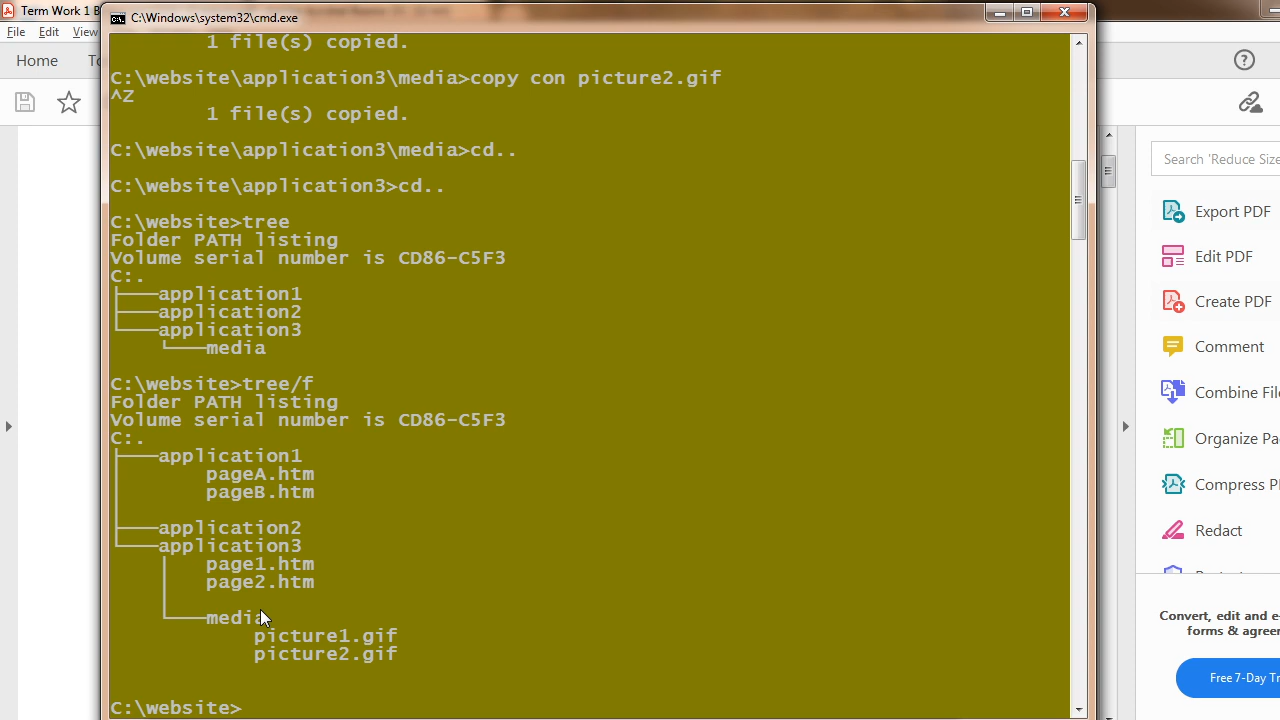 Term Work 1 B
C:\Windows\system32\cmd.exe
File Edit View
Home To
1 file(s) copied.
C:\website\application3\media>copy con picture2.gif
^Z
1 file(s) copied.
C:\website\application3\media>cd..
C:\website\application3>cd..
C:\website>tree
Folder PATH listing
Volume serial number is CD86-C5F3
C:.
├───application1
├───application2
└───application3
    └───media
C:\website>tree/f
Folder PATH listing
Volume serial number is CD86-C5F3
C:.
├───application1
│       pageA.htm
│       pageB.htm
│
├───application2
└───application3
    │   page1.htm
    │   page2.htm
    │
    └───media
            picture1.gif
            picture2.gif
C:\website>
Search 'Reduce Size
Export PDF
Edit PDF
Create PDF
Comment
Combine File
Organize Pa
Compress P
Redact
Convert, edit and e-
forms & agreem
Free 7-Day Tr